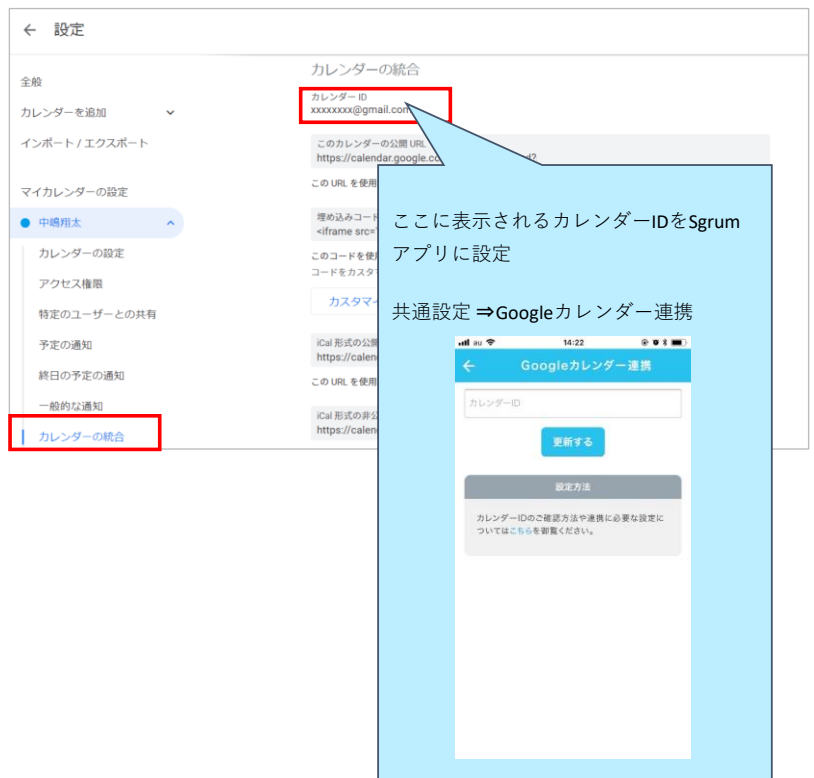 ← 設定
全般
カレンダーを追加
インポート / エクスポート
マイカレンダーの設定
中嶋翔太
カレンダーの設定
アクセス権限
特定のユーザーとの共有
予定の通知
終日の予定の通知
一般的な通知
カレンダーの統合
カレンダーの統合
カレンダー ID
xxxxxxxx@gmail.com
このカレンダーの公開 URL
https://calendar.google.co
この URL を使用
埋め込みコード
<iframe src="
このコードを使用
コードをカスタマ
カスタマイ
iCal 形式の公開
https://calen
この URL を使用
iCal 形式の非公
https://calen
ここに表示されるカレンダーIDをSgrum
アプリに設定
共通設定 ⇒Googleカレンダー連携
au 14:22
← Googleカレンダー連携
カレンダーID
更新する
設定方法
カレンダーIDのご確認方法や連携に必要な設定に
ついてはこちらを御覧ください。